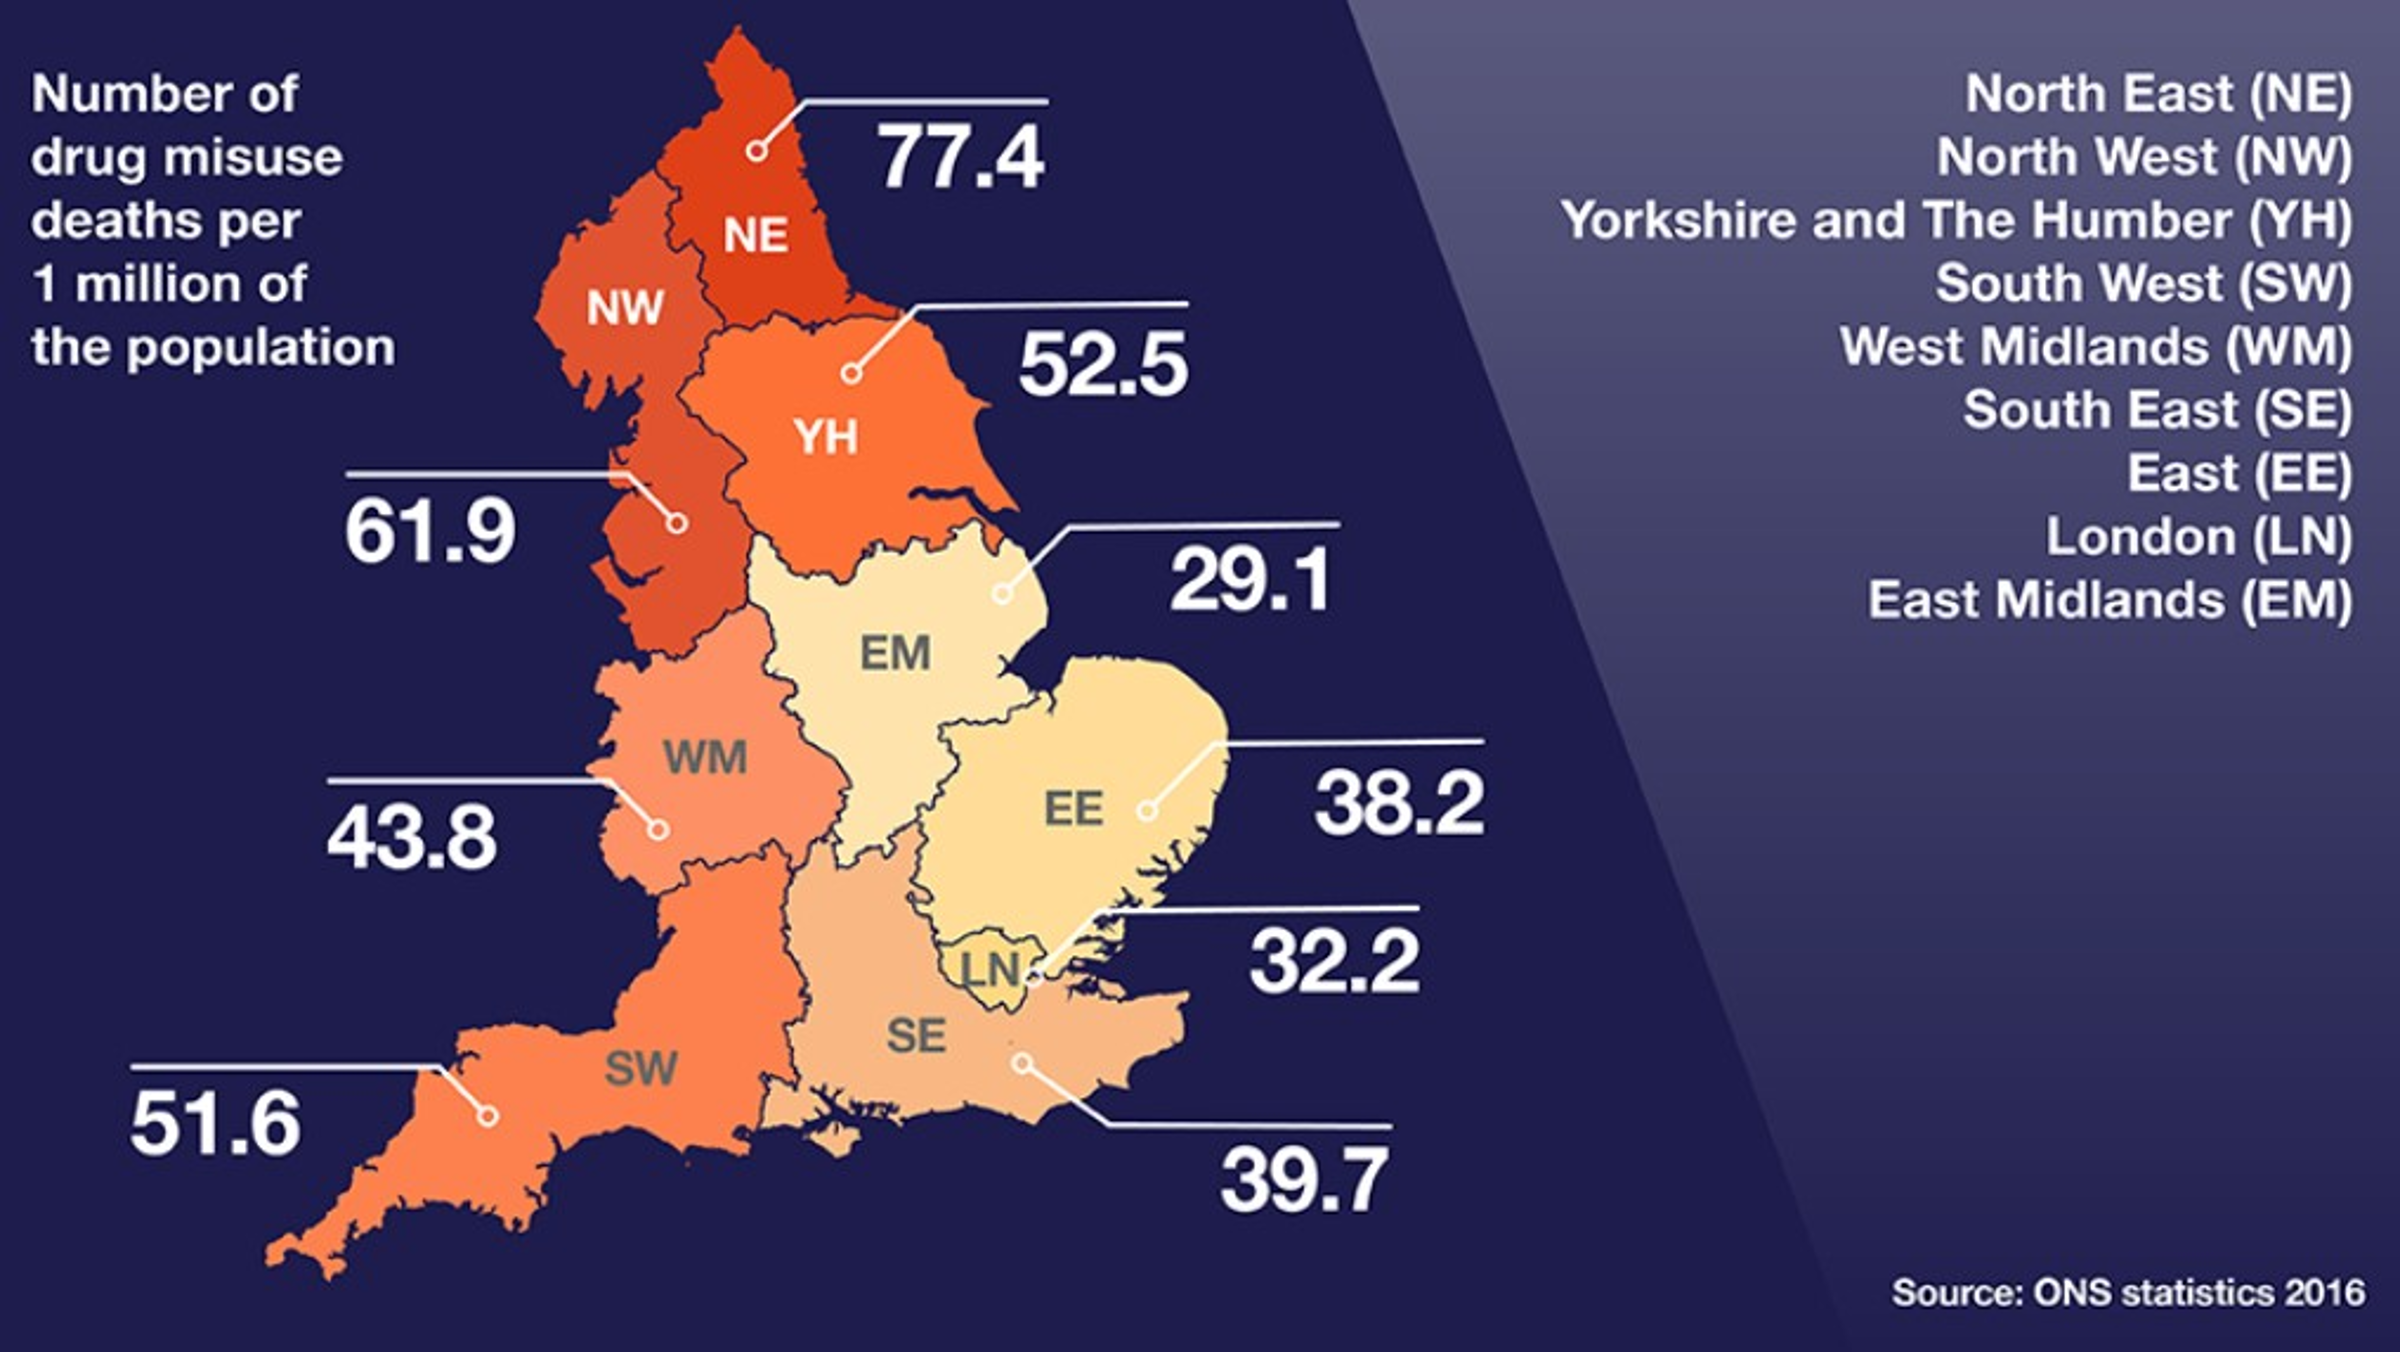 Number of
drug misuse
deaths per
1 million of
the population
77.4
NE
NW
52.5
YH
61.9
29.1
EM
WM
38.2
EE
43.8
32.2
LN
SE
SW
51.6
39.7
North East (NE)
North West (NW)
Yorkshire and The Humber (YH)
South West (SW)
West Midlands (WM)
South East (SE)
East (EE)
London (LN)
East Midlands (EM)
Source: ONS statistics 2016